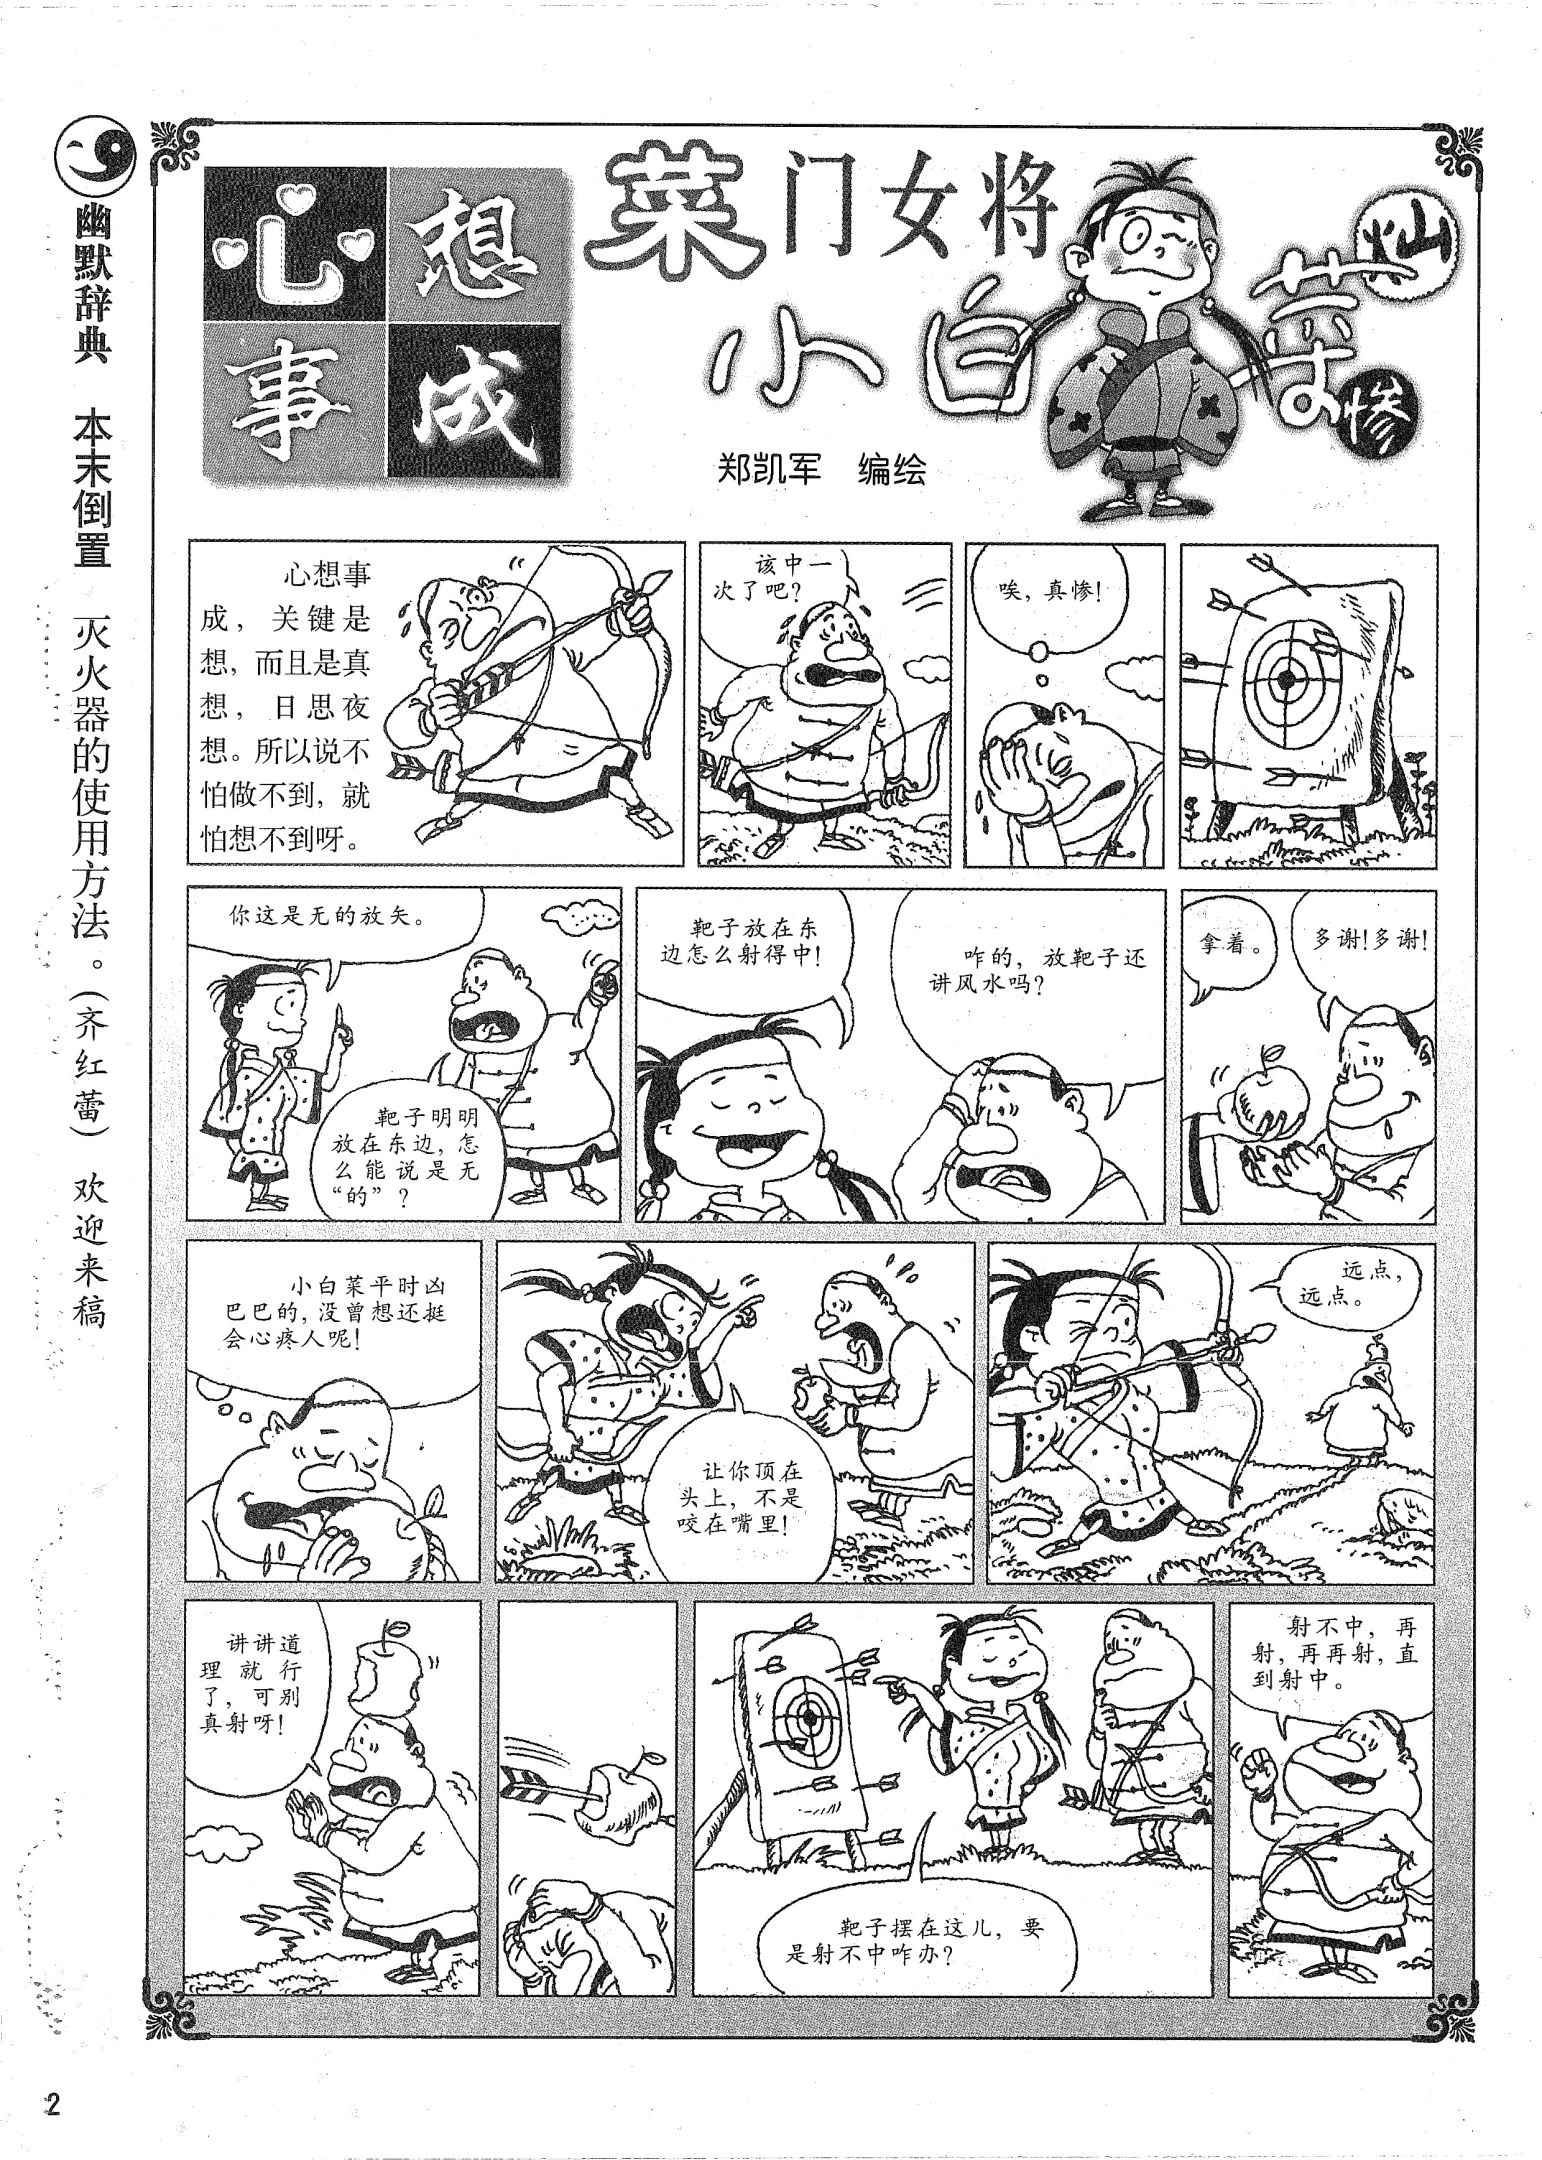 幽默辞典 本末倒置 灭火器的使用方法。(齐红蕾) 欢迎来稿
心想
事成
菜门女将
小白菜
灿
惨
郑凯军 编绘
心想事
成，关键是
想，而且是真
想，日思夜
想。所以说不
怕做不到，就
怕想不到呀。
该中一
次了吧？
唉，真惨！
你这是无的放矢。
靶子明明
放在东边，怎
么能说是无
“的”？
靶子放在东
边怎么射得中！
咋的，放靶子还
讲风水吗？
拿着。
多谢！多谢！
小白菜平时凶
巴巴的，没曾想还挺
会心疼人呢！
让你顶在
头上，不是
咬在嘴里！
远点，
远点。
讲讲道
理就行
了，可别
真射呀！
靶子摆在这儿，要
是射不中咋办？
射不中，再
射，再再射，直
到射中。
2